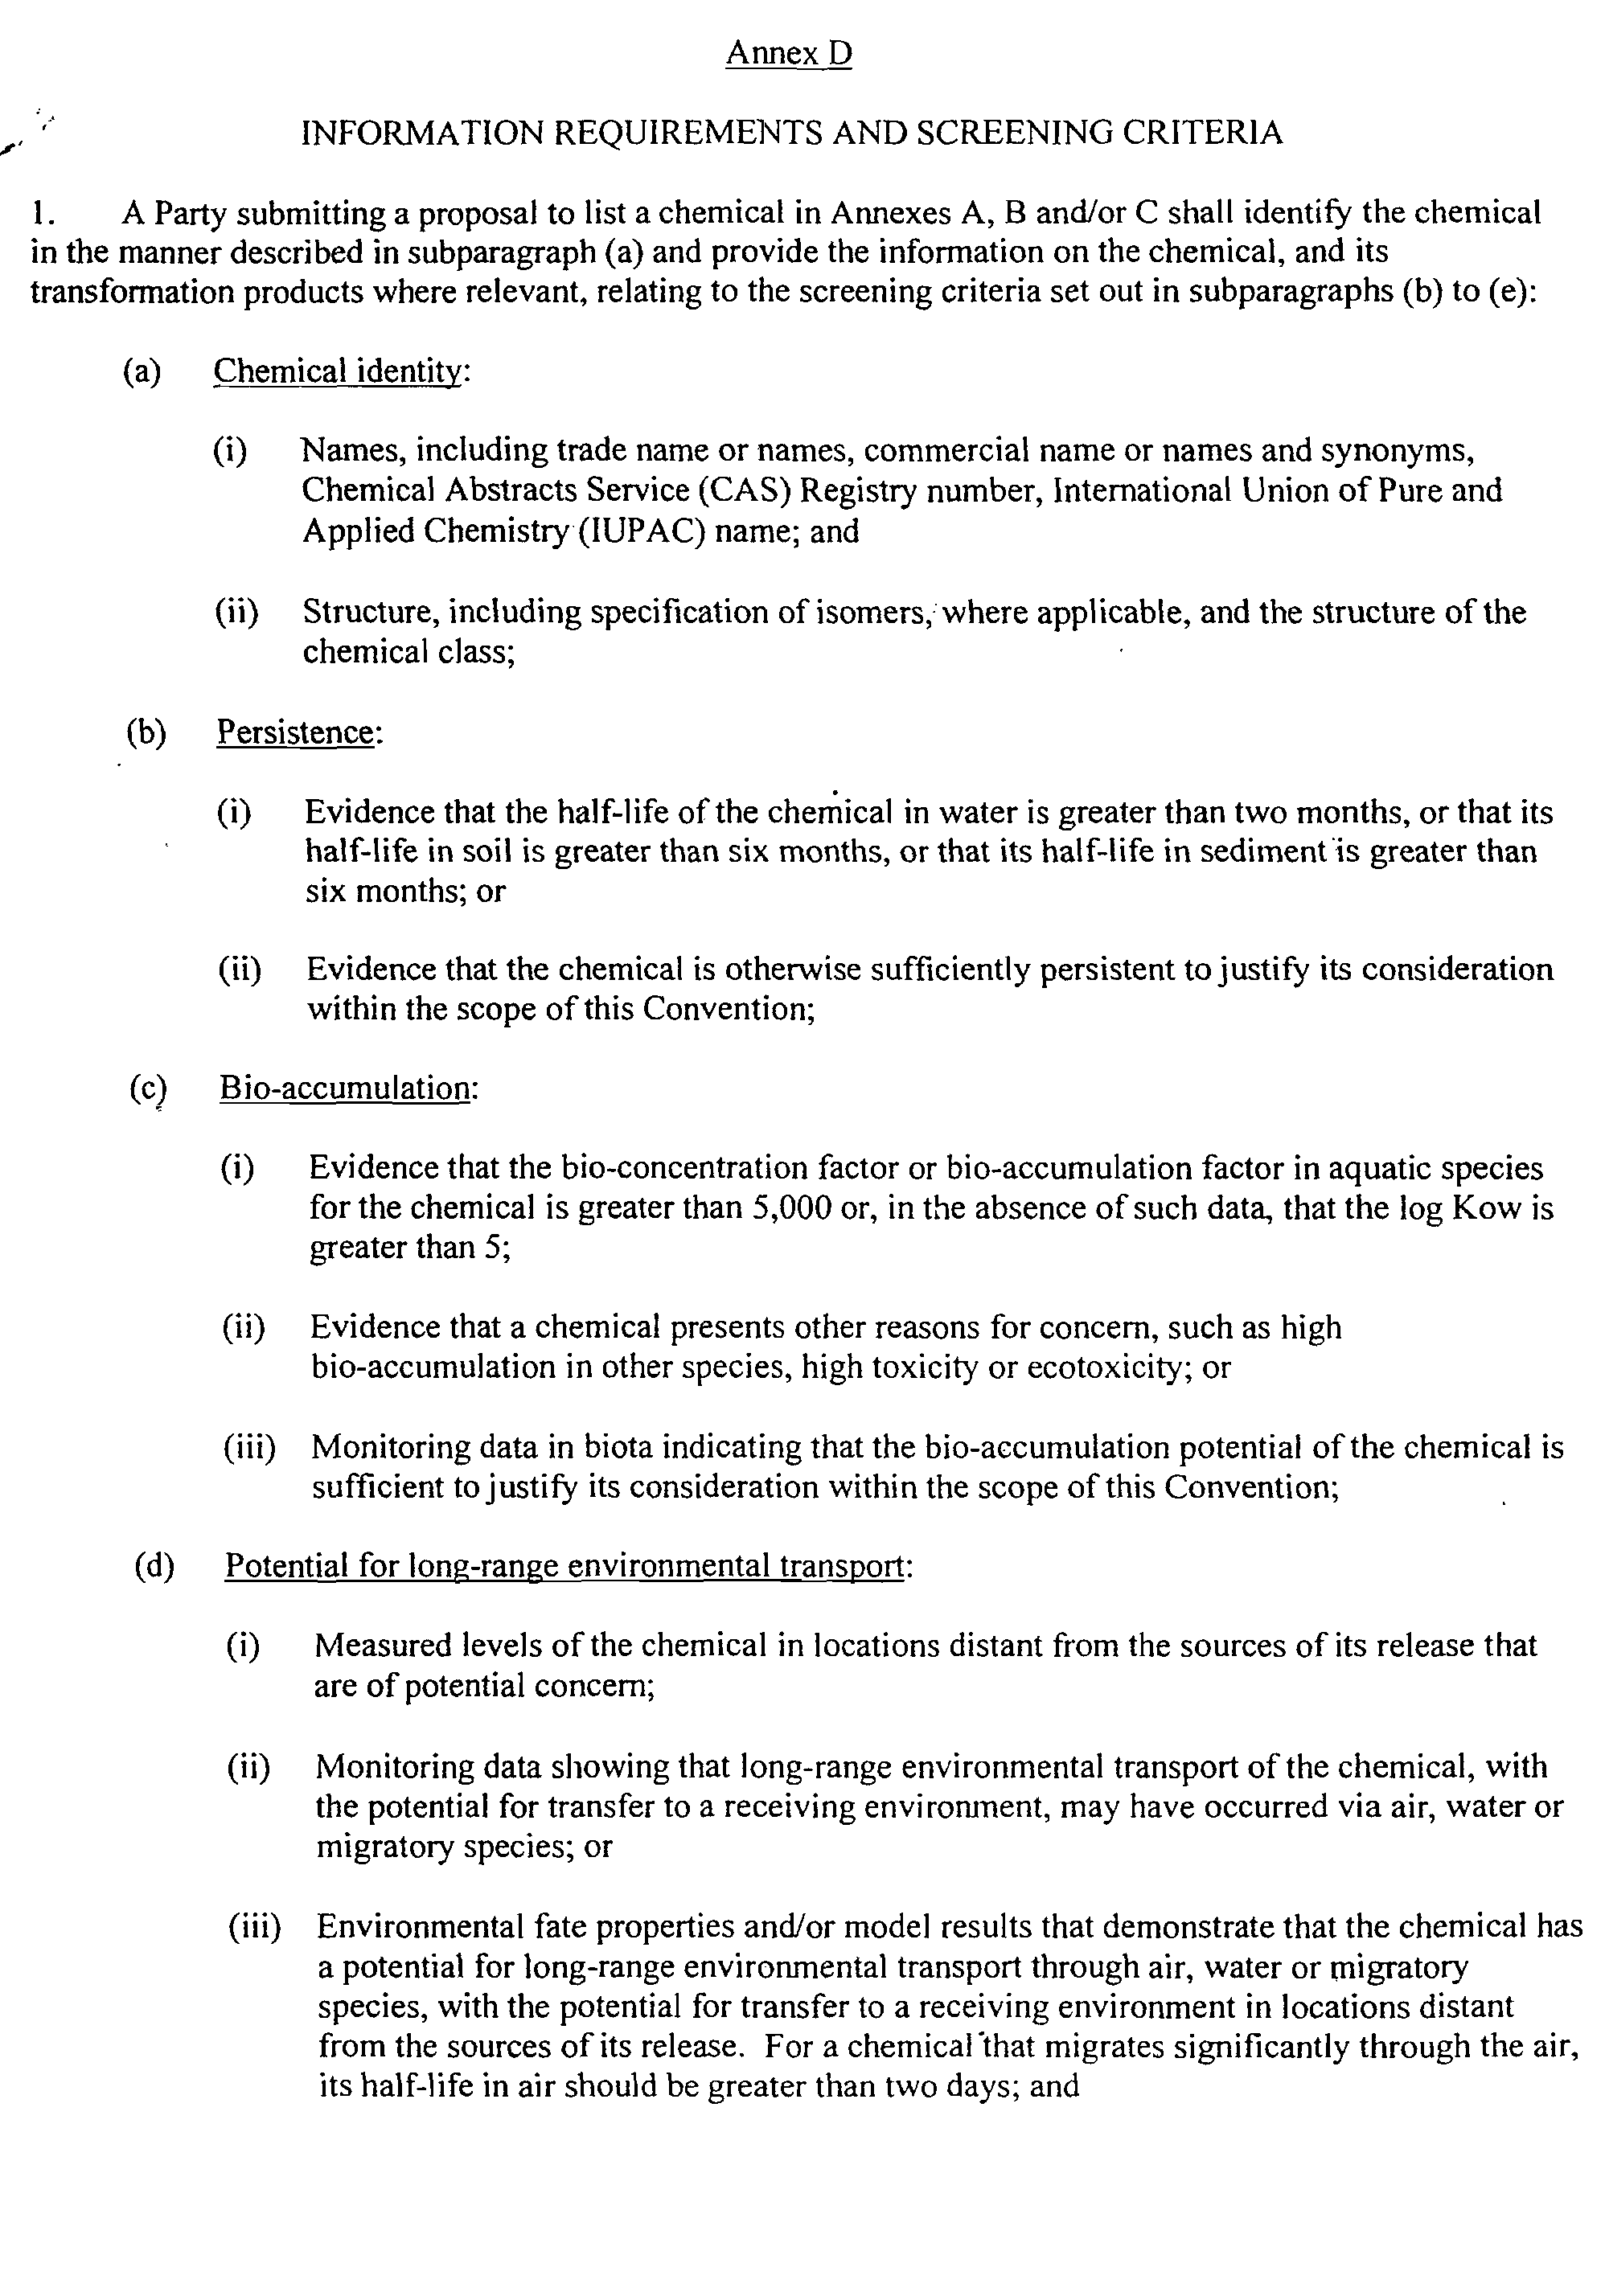 Annex D
INFORMATION REQUIREMENTS AND SCREENING CRITERIA
1. A Party submitting a proposal to list a chemical in Annexes A, B and/or C shall identify the chemical
in the manner described in subparagraph (a) and provide the information on the chemical, and its
transformation products where relevant, relating to the screening criteria set out in subparagraphs (b) to (e):
(a) Chemical identity:
(i) Names, including trade name or names, commercial name or names and synonyms,
Chemical Abstracts Service (CAS) Registry number, International Union of Pure and
Applied Chemistry (IUPAC) name; and
(ii) Structure, including specification of isomers, where applicable, and the structure of the
chemical class;
(b) Persistence:
(i) Evidence that the half-life of the chemical in water is greater than two months, or that its
half-life in soil is greater than six months, or that its half-life in sediment is greater than
six months; or
(ii) Evidence that the chemical is otherwise sufficiently persistent to justify its consideration
within the scope of this Convention;
(c) Bio-accumulation:
(i) Evidence that the bio-concentration factor or bio-accumulation factor in aquatic species
for the chemical is greater than 5,000 or, in the absence of such data, that the log Kow is
greater than 5;
(ii) Evidence that a chemical presents other reasons for concern, such as high
bio-accumulation in other species, high toxicity or ecotoxicity; or
(iii) Monitoring data in biota indicating that the bio-accumulation potential of the chemical is
sufficient to justify its consideration within the scope of this Convention;
(d) Potential for long-range environmental transport:
(i) Measured levels of the chemical in locations distant from the sources of its release that
are of potential concern;
(ii) Monitoring data showing that long-range environmental transport of the chemical, with
the potential for transfer to a receiving environment, may have occurred via air, water or
migratory species; or
(iii) Environmental fate properties and/or model results that demonstrate that the chemical has
a potential for long-range environmental transport through air, water or migratory
species, with the potential for transfer to a receiving environment in locations distant
from the sources of its release. For a chemical that migrates significantly through the air,
its half-life in air should be greater than two days; and